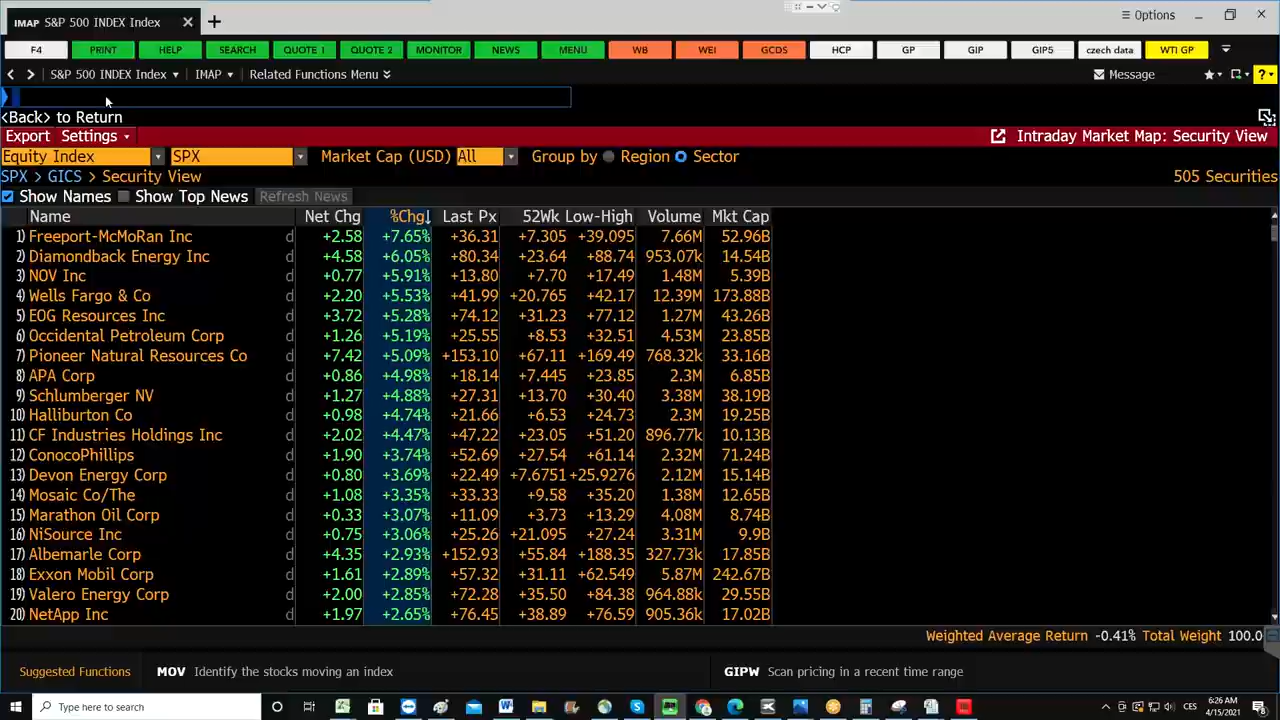 IMAP S&P 500 INDEX Index
Options
F4 PRINT HELP SEARCH QUOTE 1 QUOTE 2 MONITOR NEWS MENU WB WEI GCDS HCP GP GIP GIP5 czech data WTI GP
S&P 500 INDEX Index IMAP Related Functions Menu Message
<Back> to Return
Export Settings Intraday Market Map: Security View
Equity Index SPX Market Cap (USD) All Group by Region Sector
SPX > GICS > Security View 505 Securities
Show Names Show Top News Refresh News
Name Net Chg %Chg↓ Last Px 52Wk Low-High Volume Mkt Cap
1) Freeport-McMoRan Inc d +2.58 +7.65% +36.31 +7.305 +39.095 7.66M 52.96B
2) Diamondback Energy Inc d +4.58 +6.05% +80.34 +23.64 +88.74 953.07k 14.54B
3) NOV Inc d +0.77 +5.91% +13.80 +7.70 +17.49 1.48M 5.39B
4) Wells Fargo & Co d +2.20 +5.53% +41.99 +20.765 +42.17 12.39M 173.88B
5) EOG Resources Inc d +3.72 +5.28% +74.12 +31.23 +77.12 1.27M 43.26B
6) Occidental Petroleum Corp d +1.26 +5.19% +25.55 +8.53 +32.51 4.53M 23.85B
7) Pioneer Natural Resources Co d +7.42 +5.09% +153.10 +67.11 +169.49 768.32k 33.16B
8) APA Corp d +0.86 +4.98% +18.14 +7.445 +23.85 2.3M 6.85B
9) Schlumberger NV d +1.27 +4.88% +27.31 +13.70 +30.40 3.38M 38.19B
10) Halliburton Co d +0.98 +4.74% +21.66 +6.53 +24.73 2.3M 19.25B
11) CF Industries Holdings Inc d +2.02 +4.47% +47.22 +23.05 +51.20 896.77k 10.13B
12) ConocoPhillips d +1.90 +3.74% +52.69 +27.54 +61.14 2.32M 71.24B
13) Devon Energy Corp d +0.80 +3.69% +22.49 +7.6751 +25.9276 2.12M 15.14B
14) Mosaic Co/The d +1.08 +3.35% +33.33 +9.58 +35.20 1.38M 12.65B
15) Marathon Oil Corp d +0.33 +3.07% +11.09 +3.73 +13.29 4.08M 8.74B
16) NiSource Inc d +0.75 +3.06% +25.26 +21.095 +27.24 3.31M 9.9B
17) Albemarle Corp d +4.35 +2.93% +152.93 +55.84 +188.35 327.73k 17.85B
18) Exxon Mobil Corp d +1.61 +2.89% +57.32 +31.11 +62.549 5.87M 242.67B
19) Valero Energy Corp d +2.00 +2.85% +72.28 +35.50 +84.38 964.88k 29.55B
20) NetApp Inc d +1.97 +2.65% +76.45 +38.89 +76.59 905.36k 17.02B
Weighted Average Return -0.41% Total Weight 100.0
Suggested Functions MOV Identify the stocks moving an index GIPW Scan pricing in a recent time range
Type here to search CES 6:26 AM
4/15/2021